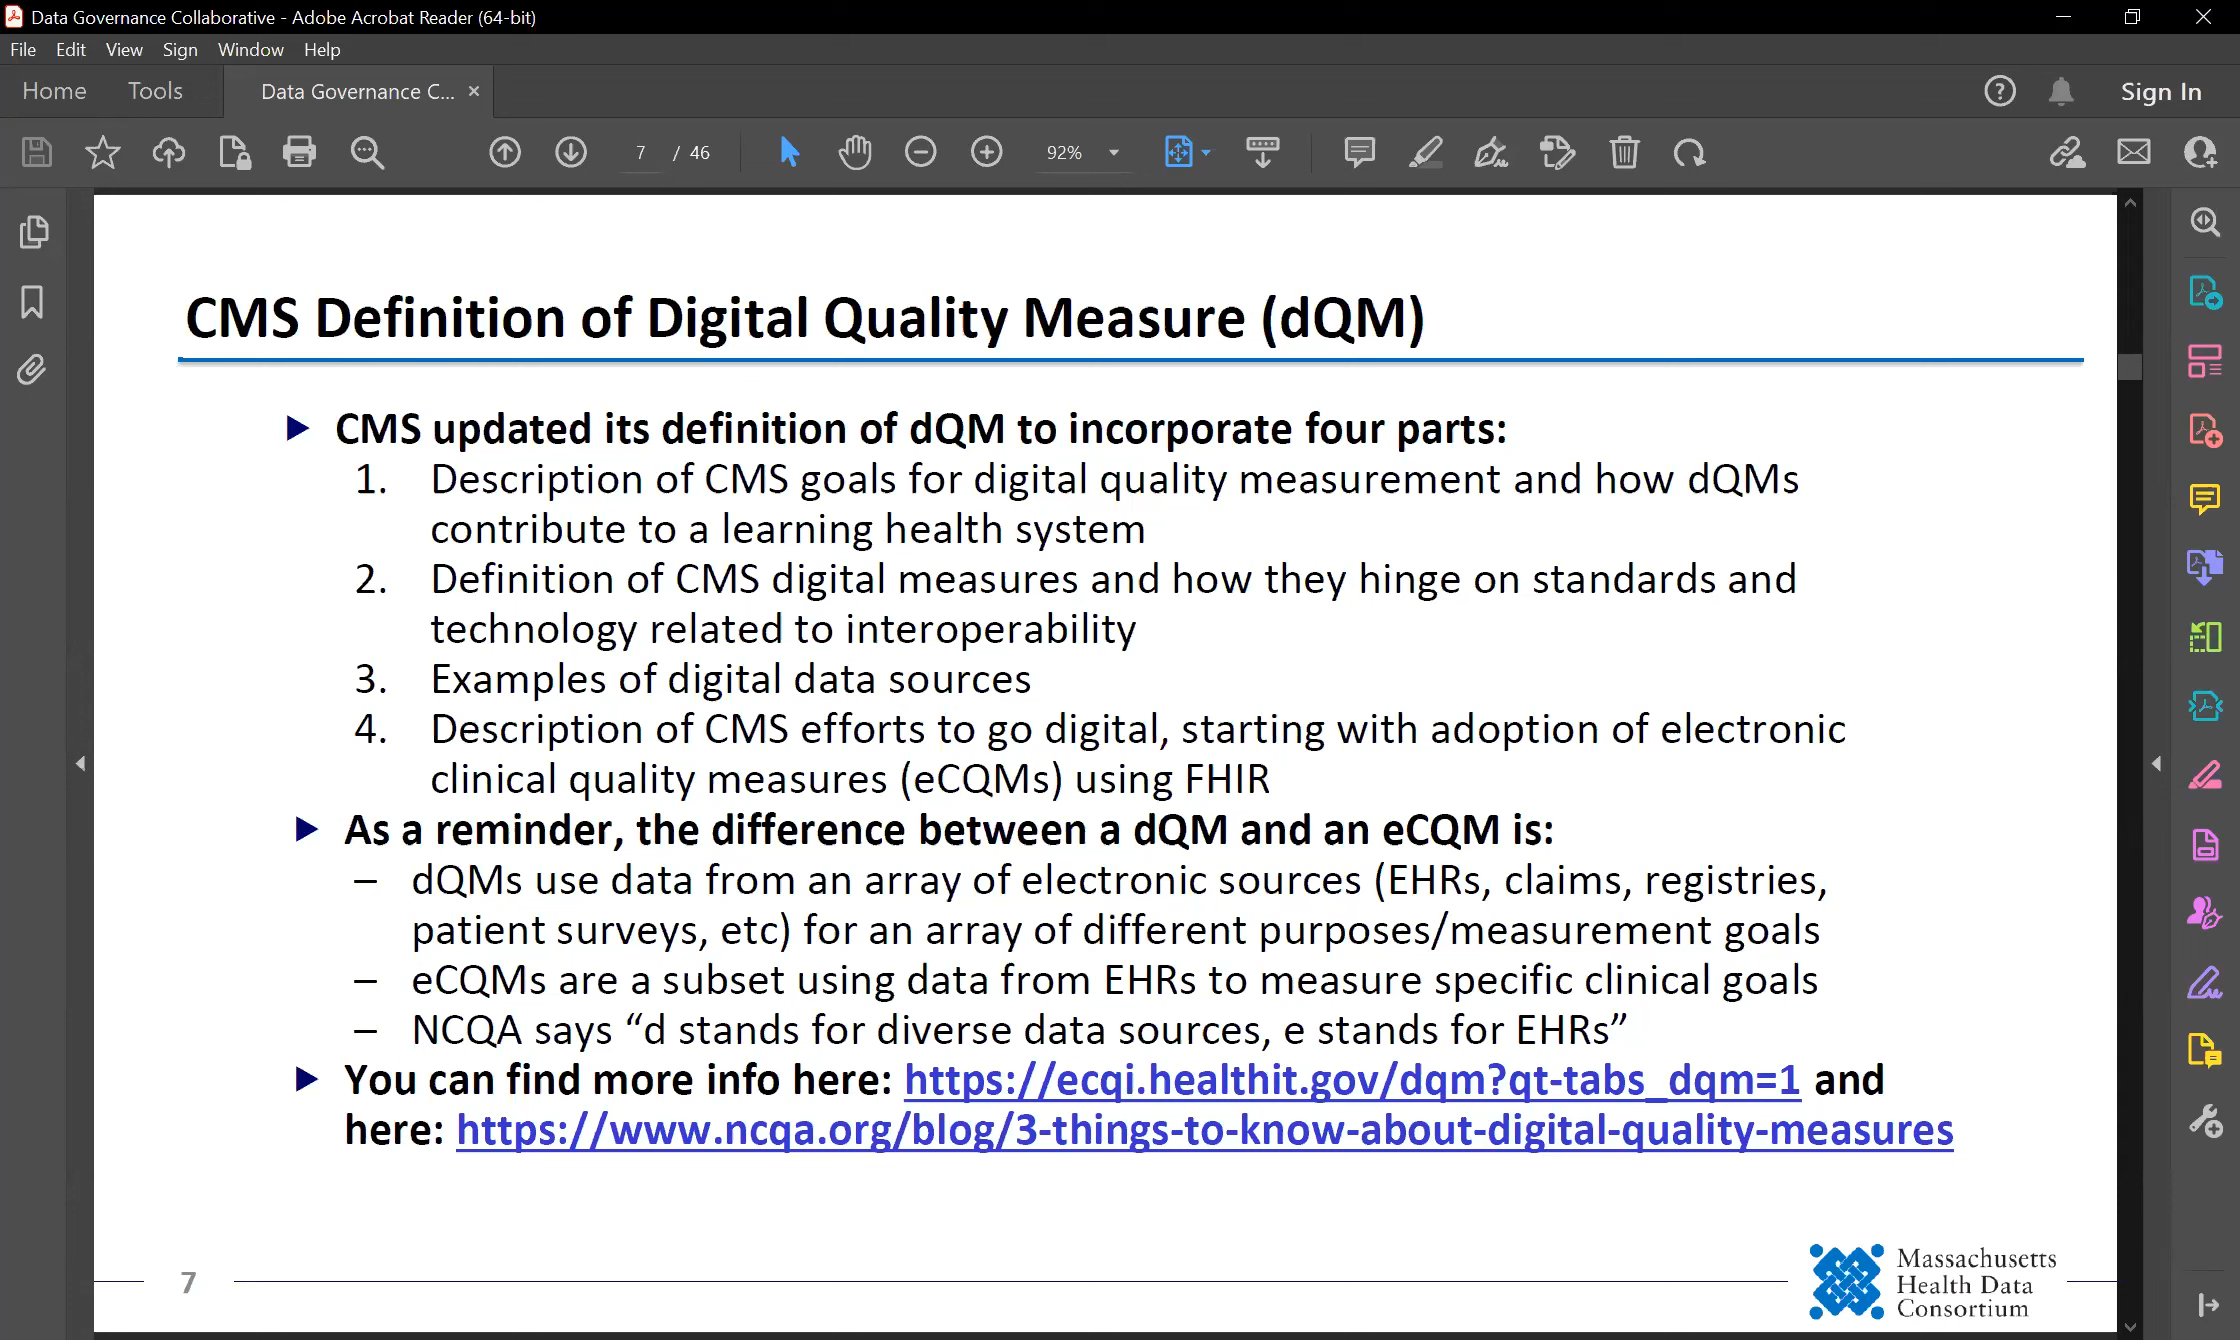 Data Governance Collaborative - Adobe Acrobat Reader (64-bit)
File Edit View Sign Window Help
Home Tools Data Governance C... × Sign In
7 / 46 92%
CMS Definition of Digital Quality Measure (dQM)
CMS updated its definition of dQM to incorporate four parts:
1. Description of CMS goals for digital quality measurement and how dQMs
contribute to a learning health system
2. Definition of CMS digital measures and how they hinge on standards and
technology related to interoperability
3. Examples of digital data sources
4. Description of CMS efforts to go digital, starting with adoption of electronic
clinical quality measures (eCQMs) using FHIR
As a reminder, the difference between a dQM and an eCQM is:
– dQMs use data from an array of electronic sources (EHRs, claims, registries,
patient surveys, etc) for an array of different purposes/measurement goals
– eCQMs are a subset using data from EHRs to measure specific clinical goals
– NCQA says “d stands for diverse data sources, e stands for EHRs”
You can find more info here: https://ecqi.healthit.gov/dqm?qt-tabs_dqm=1 and
here: https://www.ncqa.org/blog/3-things-to-know-about-digital-quality-measures
7
Massachusetts
Health Data
Consortium